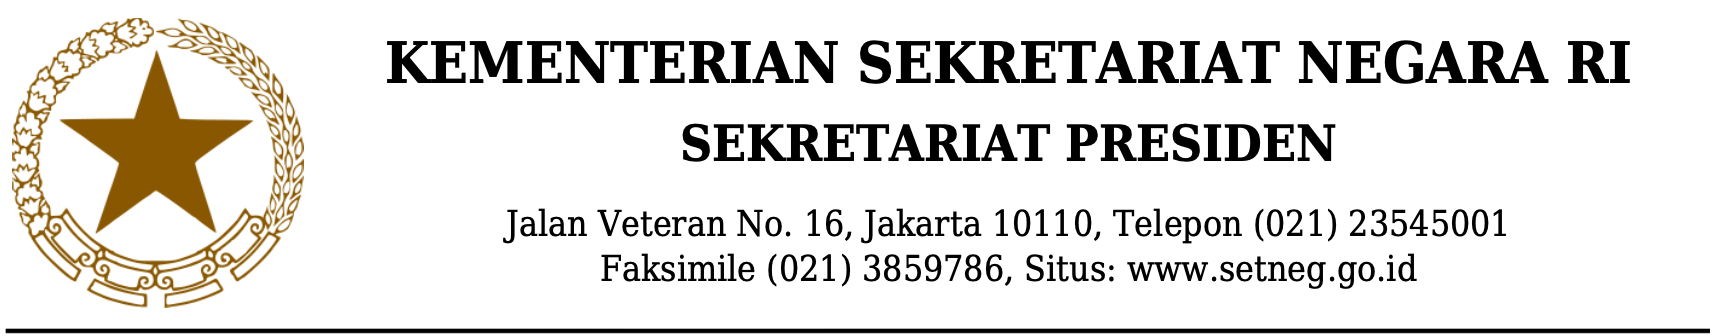 KEMENTERIAN SEKRETARIAT NEGARA RI
SEKRETARIAT PRESIDEN
Jalan Veteran No. 16, Jakarta 10110, Telepon (021) 23545001
Faksimile (021) 3859786, Situs: www.setneg.go.id